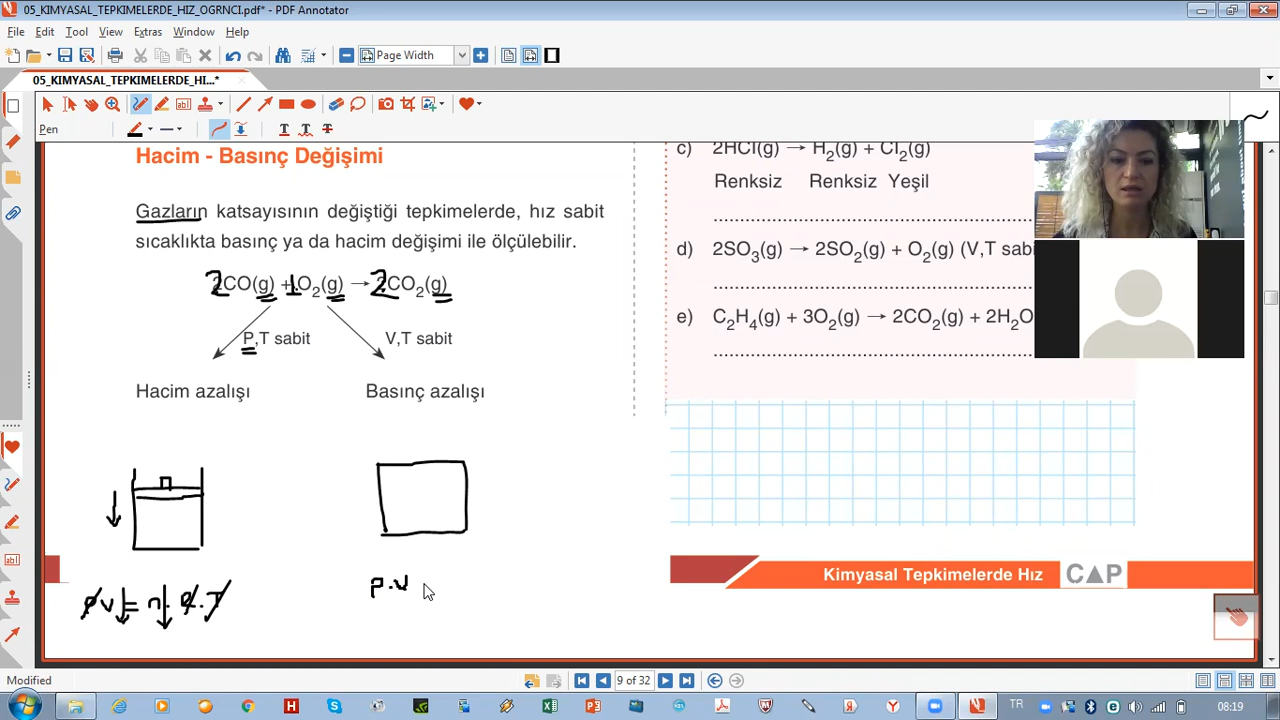 05_KIMYASAL_TEPKIMELERDE_HIZ_OGRNCI.pdf* - PDF Annotator
File Edit Tool View Extras Window Help
Page Width
05_KIMYASAL_TEPKIMELERDE_HI...*
Pen
Hacim - Basınç Değişimi
Gazların katsayısının değiştiği tepkimelerde, hız sabit
sıcaklıkta basınç ya da hacim değişimi ile ölçülebilir.
2CO(g) + 1O2(g) → 2CO2(g)
P,T sabit V,T sabit
Hacim azalışı Basınç azalışı
P V = n . R . T
P . V
c) 2HCl(g) → H2(g) + Cl2(g)
Renksiz Renksiz Yeşil
d) 2SO3(g) → 2SO2(g) + O2(g) (V,T sabi
e) C2H4(g) + 3O2(g) → 2CO2(g) + 2H2O
Kimyasal Tepkimelerde Hız CAP
Modified 9 of 32
TR 08:19